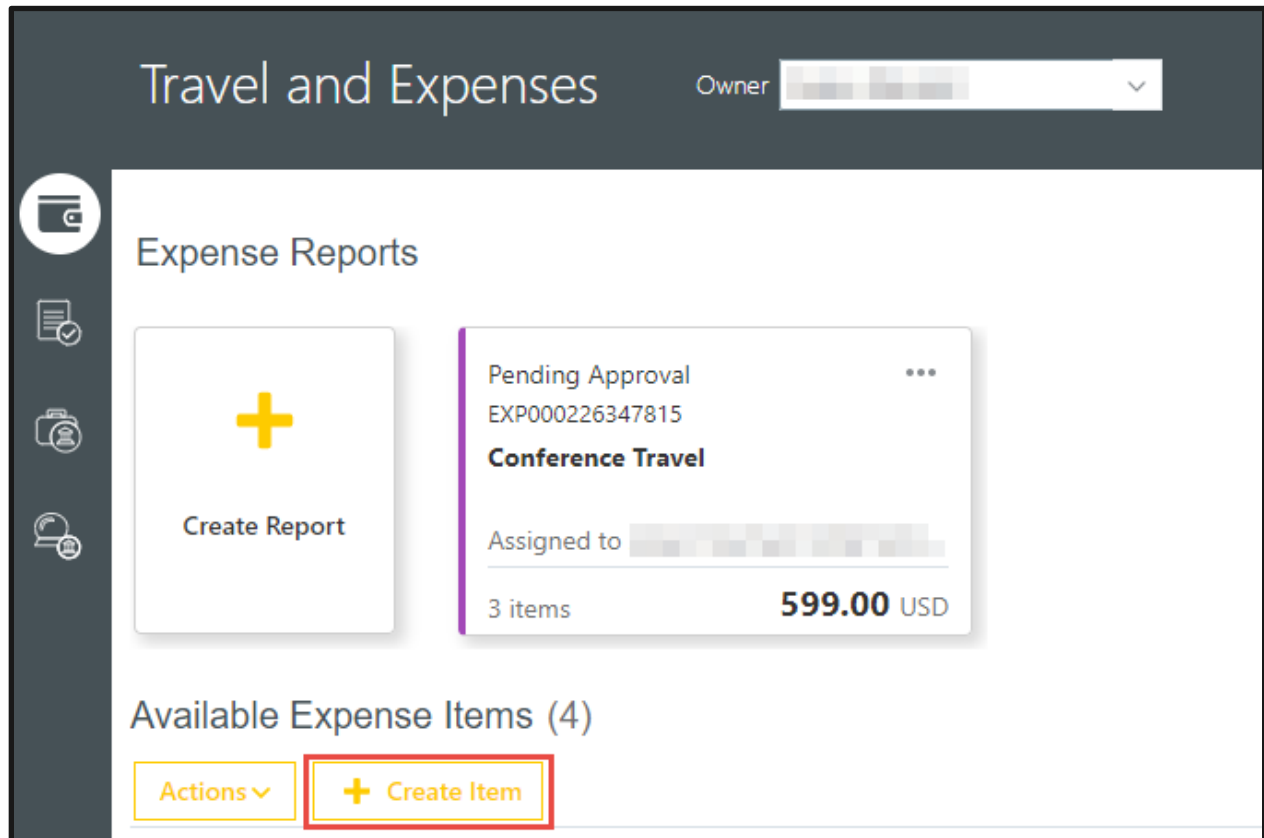 Travel and Expenses
Owner
Expense Reports
Create Report
Pending Approval
EXP000226347815
Conference Travel
Assigned to
3 items
599.00 USD
Available Expense Items (4)
Actions
Create Item